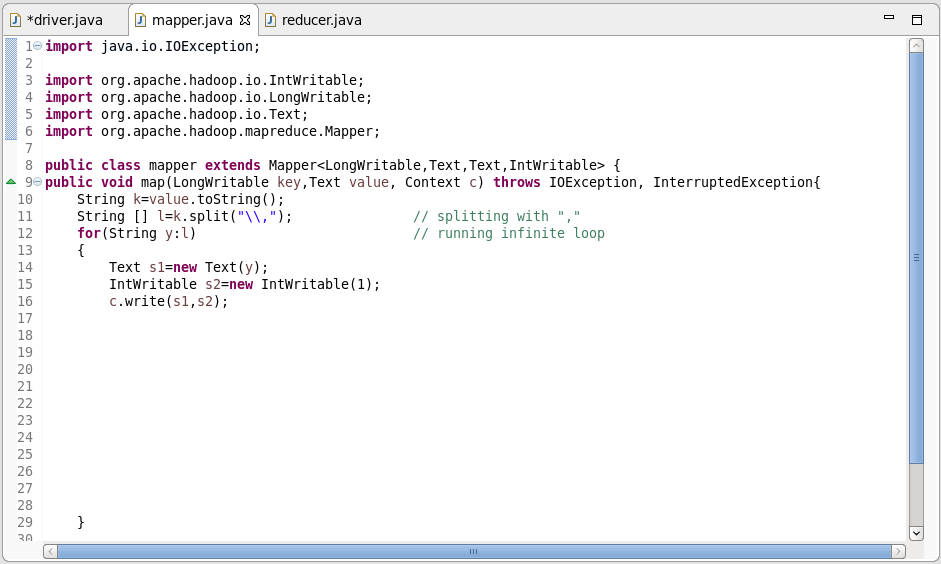 *driver.java mapper.java reducer.java
1 import java.io.IOException;
2
3 import org.apache.hadoop.io.IntWritable;
4 import org.apache.hadoop.io.LongWritable;
5 import org.apache.hadoop.io.Text;
6 import org.apache.hadoop.mapreduce.Mapper;
7
8 public class mapper extends Mapper<LongWritable,Text,Text,IntWritable> {
9 public void map(LongWritable key,Text value, Context c) throws IOException, InterruptedException{
10     String k=value.toString();
11     String [] l=k.split("\\,");               // splitting with ","
12     for(String y:l)                           // running infinite loop
13     {
14         Text s1=new Text(y);
15         IntWritable s2=new IntWritable(1);
16         c.write(s1,s2);
17
18
19
20
21
22
23
24
25
26
27
28
29     }
30